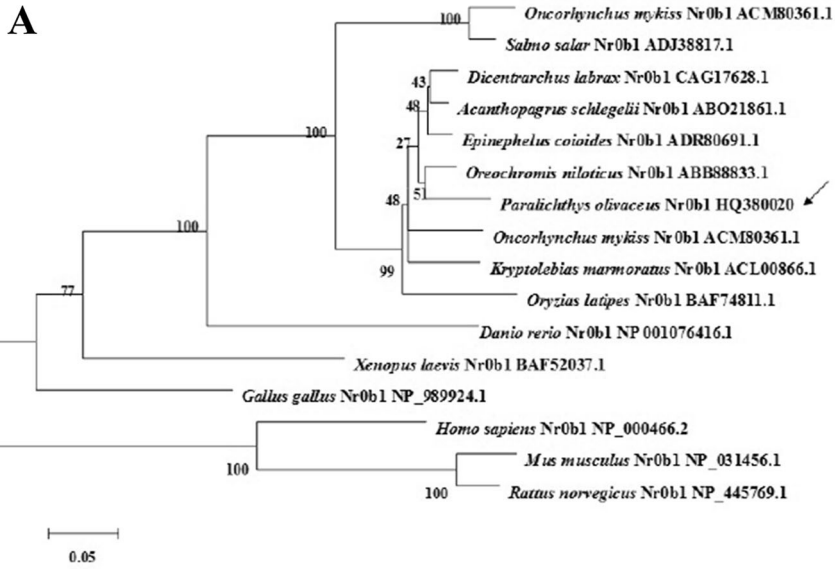 A
100
Oncorhynchus mykiss Nr0b1 ACM80361.1
Salmo salar Nr0b1 ADJ38817.1
43
Dicentrarchus labrax Nr0b1 CAG17628.1
48
Acanthopagrus schlegelii Nr0b1 ABO21861.1
100
27
Epinephelus coioides Nr0b1 ADR80691.1
Oreochromis niloticus Nr0b1 ABB88833.1
51
48
Paralichthys olivaceus Nr0b1 HQ380020
100
Oncorhynchus mykiss Nr0b1 ACM80361.1
99
Kryptolebias marmoratus Nr0b1 ACL00866.1
77
Oryzias latipes Nr0b1 BAF74811.1
Danio rerio Nr0b1 NP 001076416.1
Xenopus laevis Nr0b1 BAF52037.1
Gallus gallus Nr0b1 NP_989924.1
Homo sapiens Nr0b1 NP_000466.2
100
Mus musculus Nr0b1 NP_031456.1
100
Rattus norvegicus Nr0b1 NP_445769.1
0.05